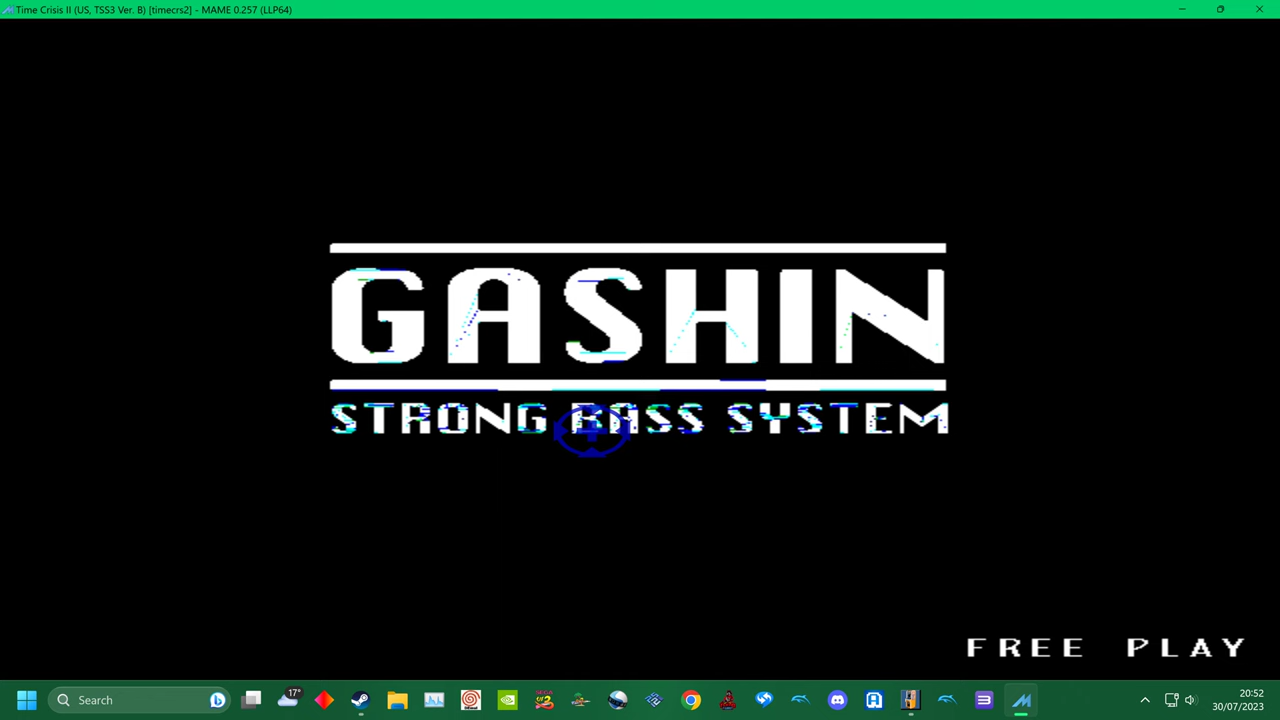 Time Crisis II (US, TSS3 Ver. B) [timecrs2] - MAME 0.257 (LLP64)
GASHIN
STRONG BASS SYSTEM
FREE PLAY
17°
Search
20:52
30/07/2023